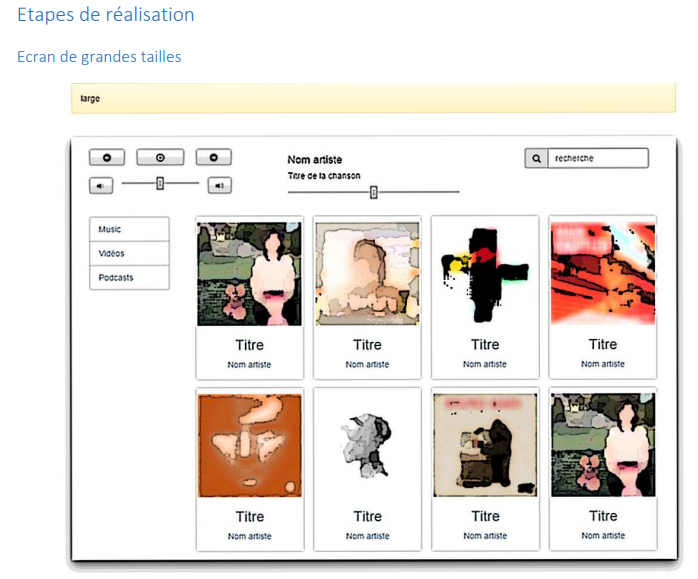 Etapes de réalisation
Ecran de grandes tailles
large
Nom artiste
Titre de la chanson
recherche
Music
Vidéos
Podcasts
Titre Titre Titre Titre
Nom artiste Nom artiste Nom artiste Nom artiste
Titre Titre Titre Titre
Nom artiste Nom artiste Nom artiste Nom artiste